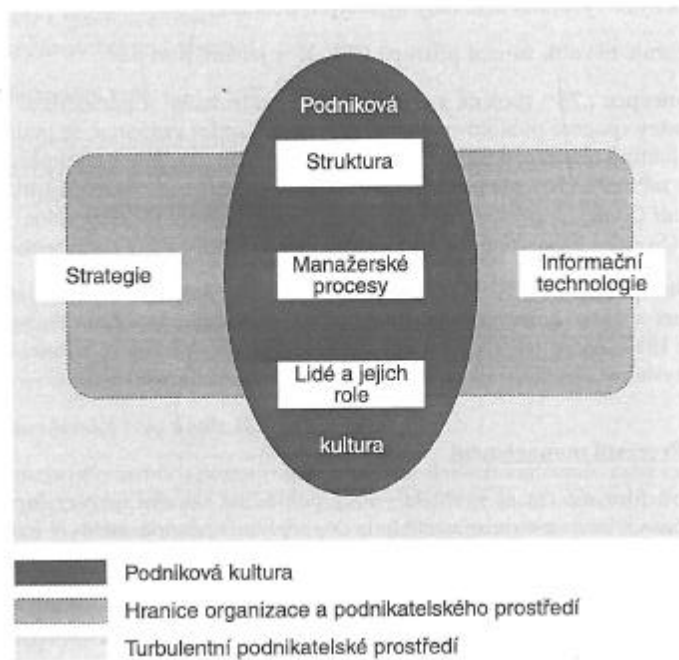 Podniková
Struktura
Strategie
Manažerské
procesy
Informační
technologie
Lidé a jejich
role
kultura
Podniková kultura
Hranice organizace a podnikatelského prostředí
Turbulentní podnikatelské prostředí